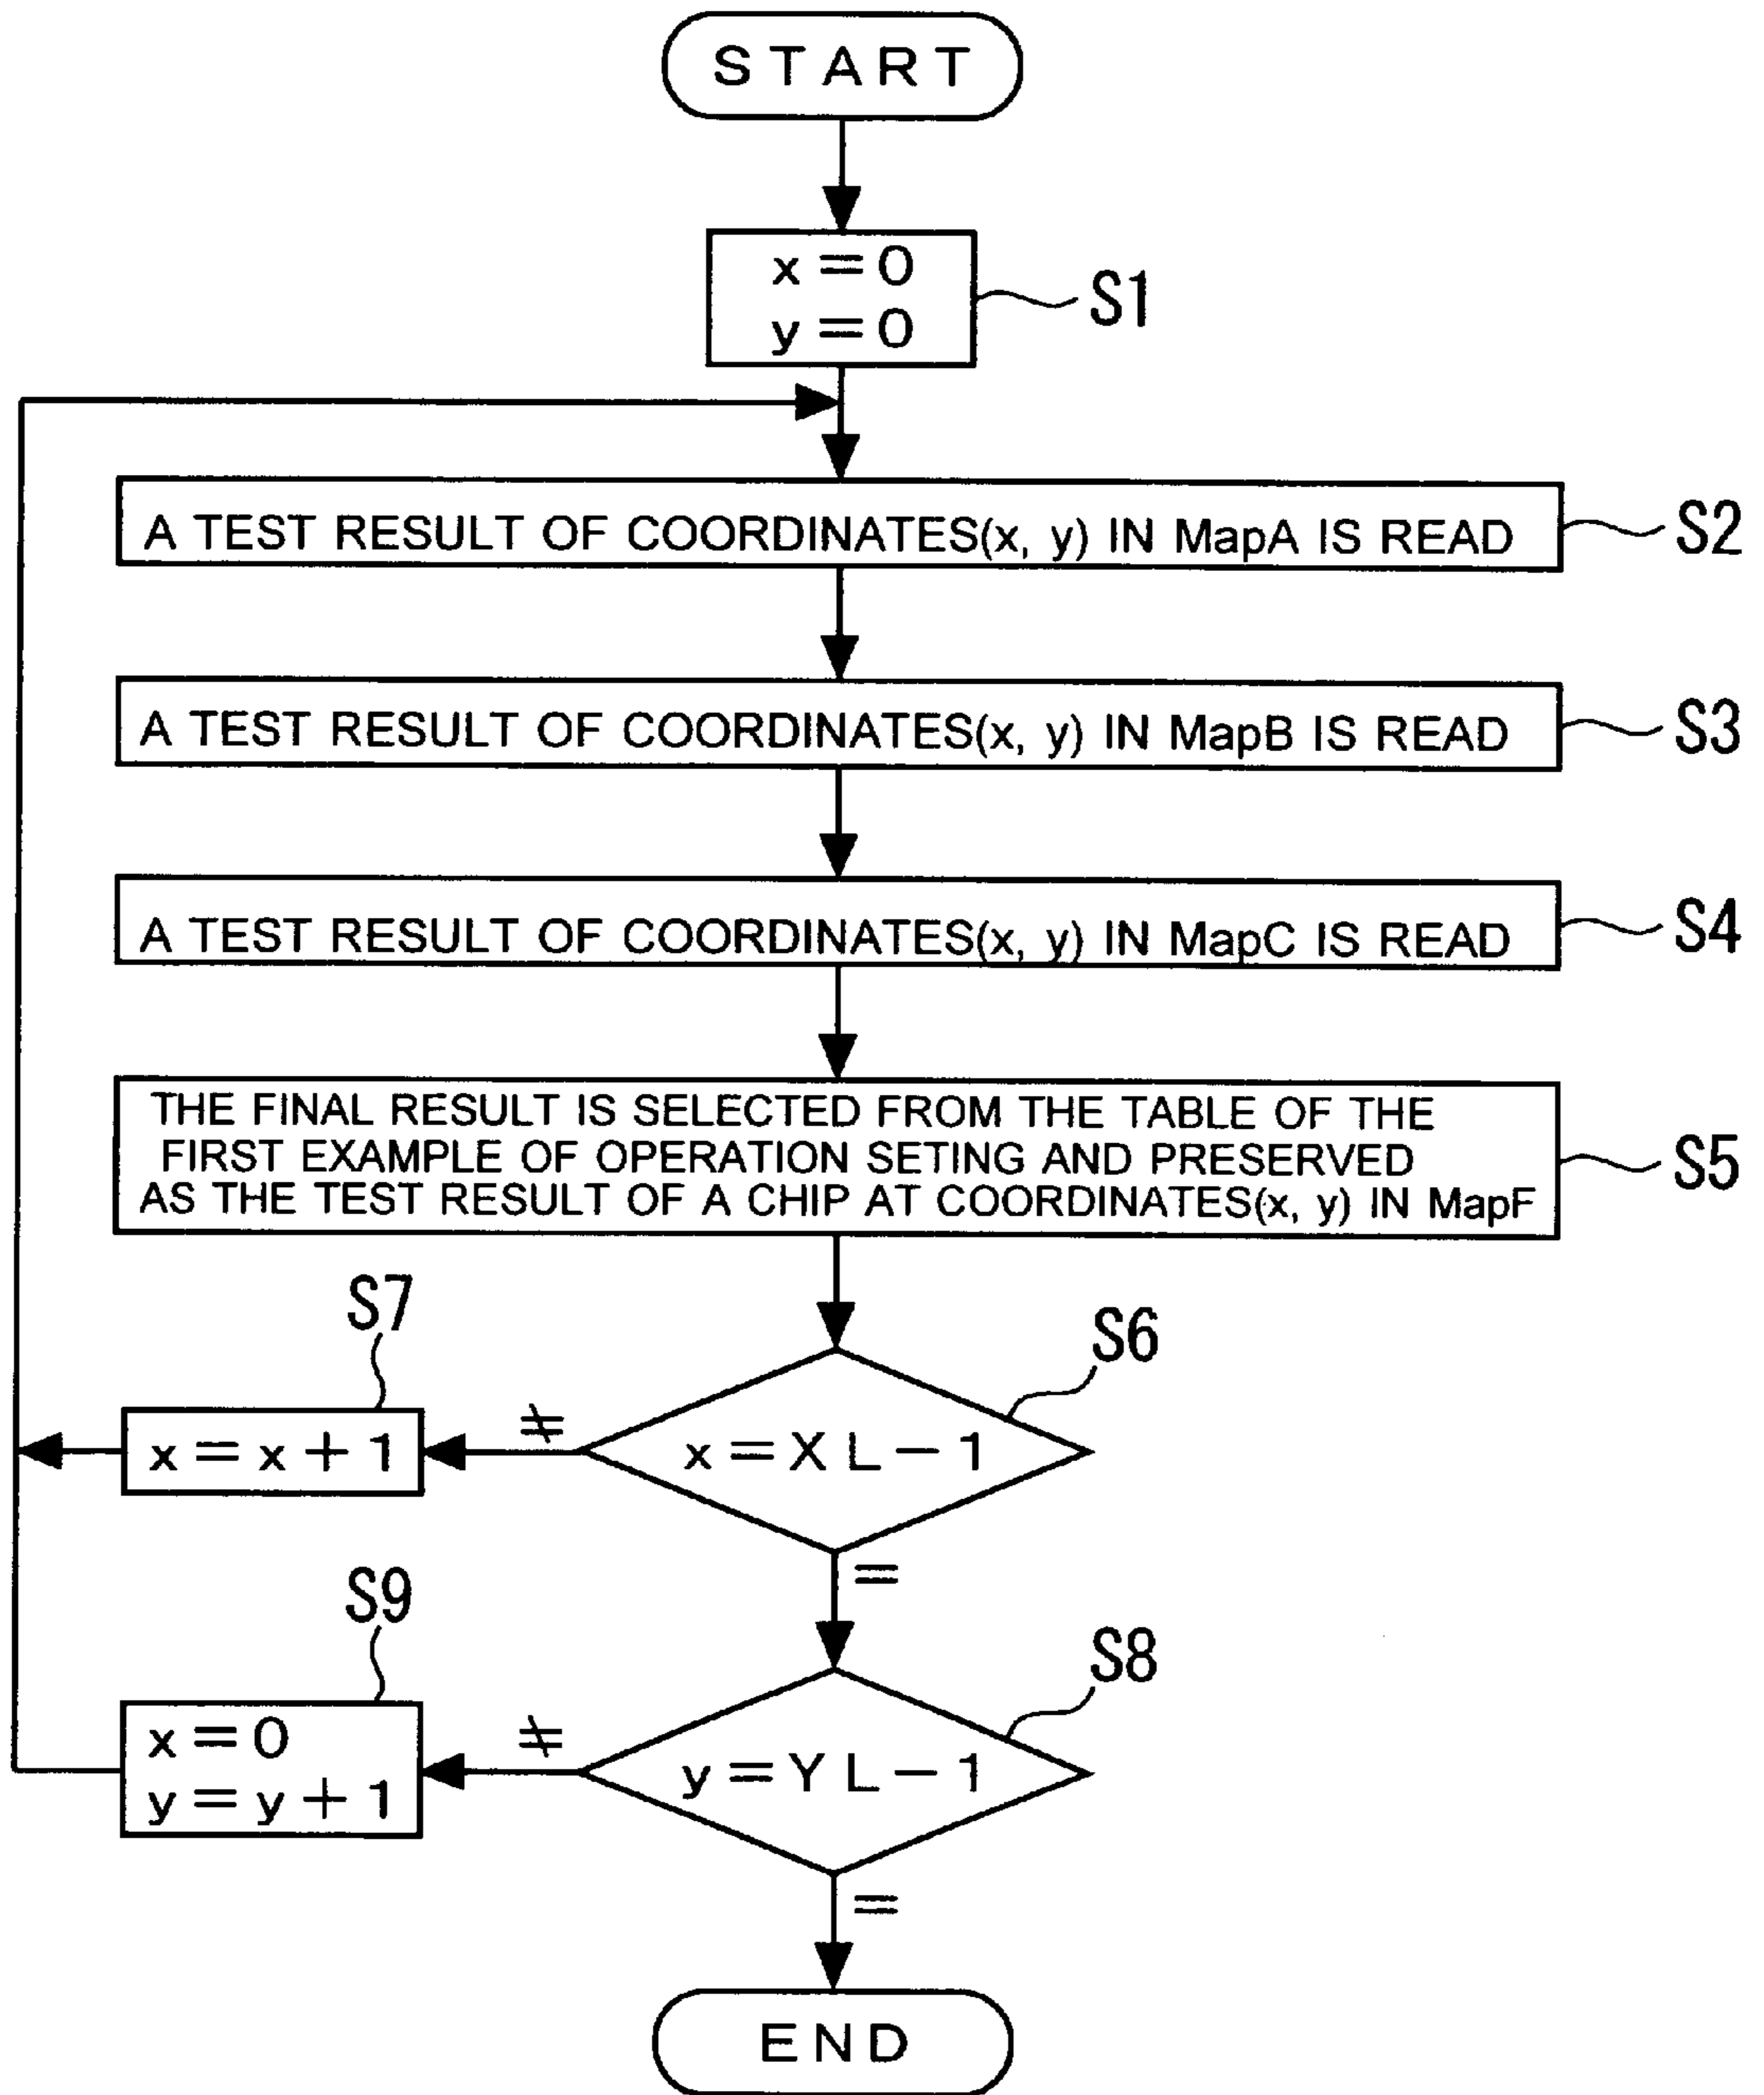 START
x=0
y=0
S1
A TEST RESULT OF COORDINATES(x, y) IN MapA IS READ
S2
A TEST RESULT OF COORDINATES(x, y) IN MapB IS READ
S3
A TEST RESULT OF COORDINATES(x, y) IN MapC IS READ
S4
THE FINAL RESULT IS SELECTED FROM THE TABLE OF THE
FIRST EXAMPLE OF OPERATION SETING AND PRESERVED
AS THE TEST RESULT OF A CHIP AT COORDINATES(x, y) IN MapF
S5
S7
S6
x=x+1
≠
x=XL-1
=
S9
S8
x=0
y=y+1
≠
y=YL-1
=
END